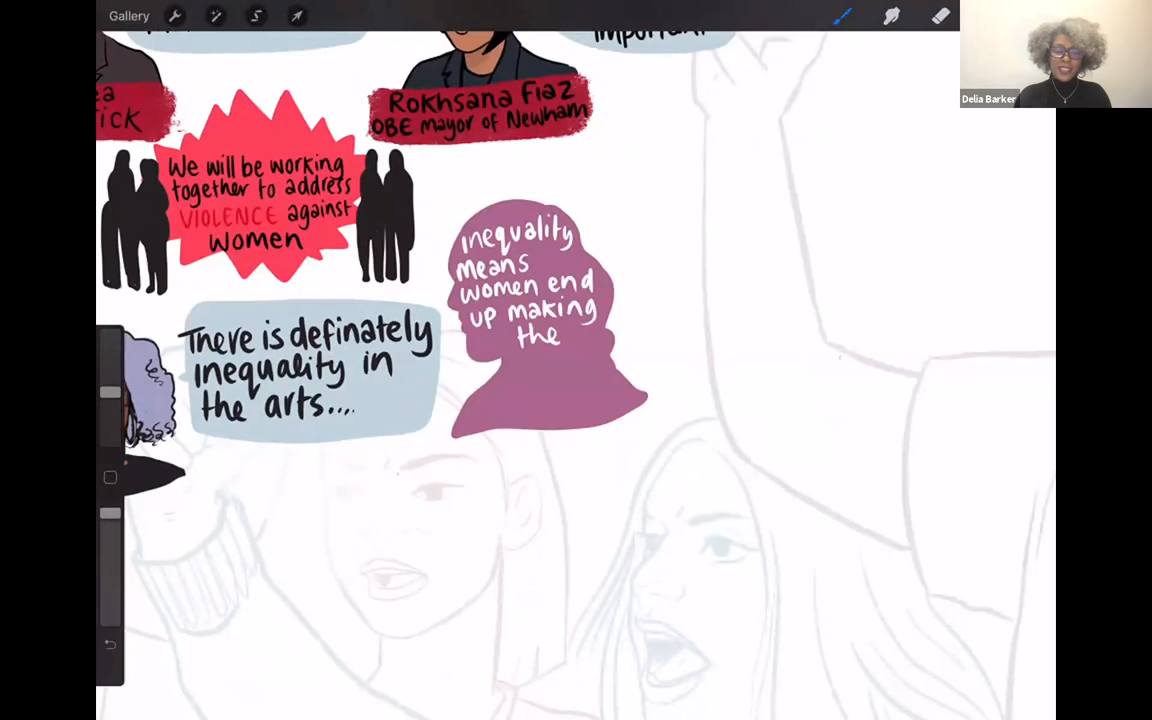 Gallery
important
ea
ick
Rokhsana Fiaz
OBE mayor of Newham
Delia Barker
We will be working
together to address
VIOLENCE against
women
inequality
means
women end
up making
the
There is definately
inequality in
the arts....